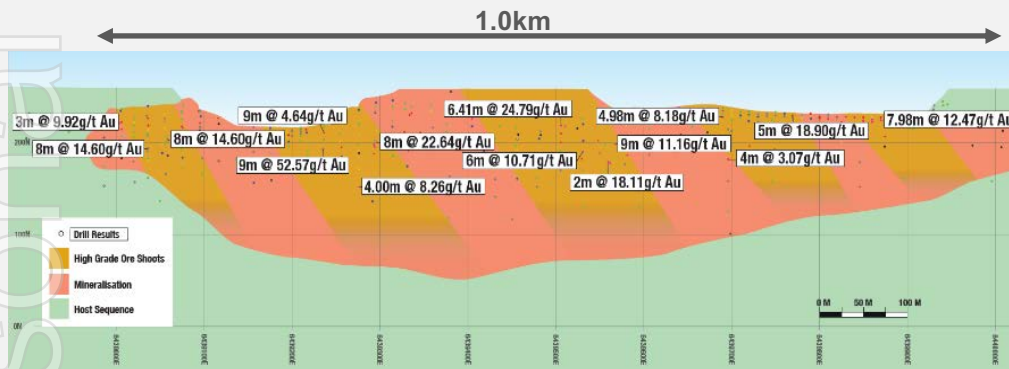 1.0km
3m @ 9.92g/t Au
8m @ 14.60g/t Au
8m @ 14.60g/t Au
9m @ 4.64g/t Au
9m @ 52.57g/t Au
8m @ 22.64g/t Au
4.00m @ 8.26g/t Au
6.41m @ 24.79g/t Au
6m @ 10.71g/t Au
2m @ 18.11g/t Au
4.98m @ 8.18g/t Au
9m @ 11.16g/t Au
5m @ 18.90g/t Au
4m @ 3.07g/t Au
7.98m @ 12.47g/t Au
Drill Results
High Grade Ore Shoots
Mineralisation
Host Sequence
0 M 50 M 100 M